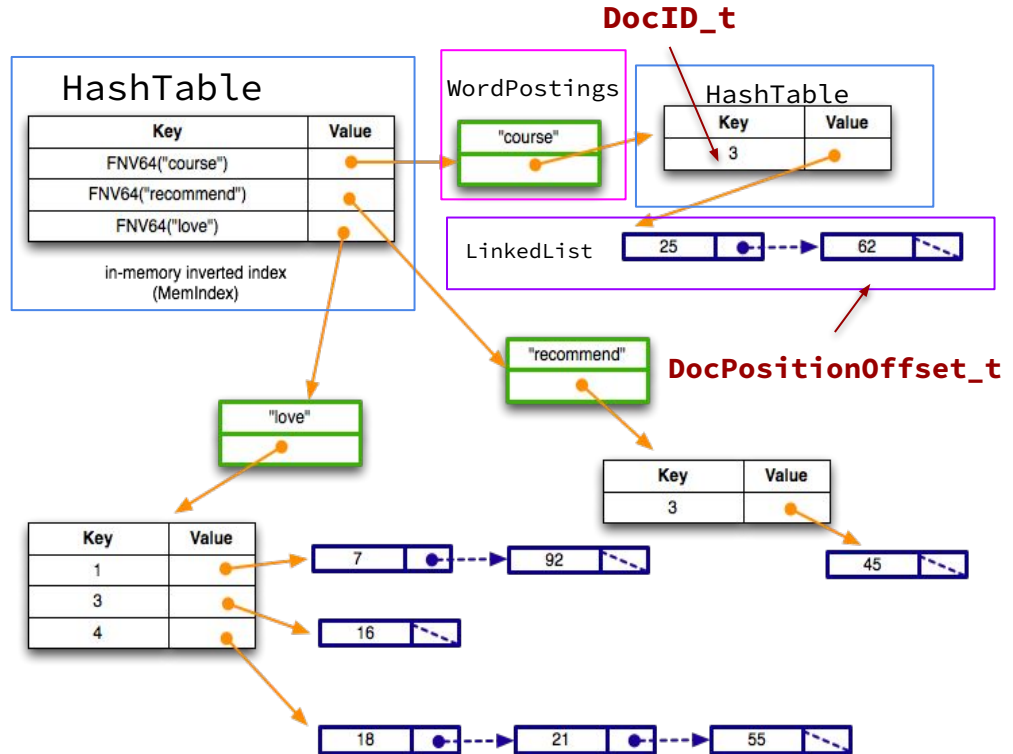 DocID_t
HashTable
Key Value
FNV64("course")
FNV64("recommend")
FNV64("love")
in-memory inverted index
(MemIndex)
WordPostings
"course"
HashTable
Key Value
3
LinkedList
25 62
DocPositionOffset_t
"recommend"
"love"
Key Value
3
45
Key Value
1
3
4
7 92
16
18 21 55